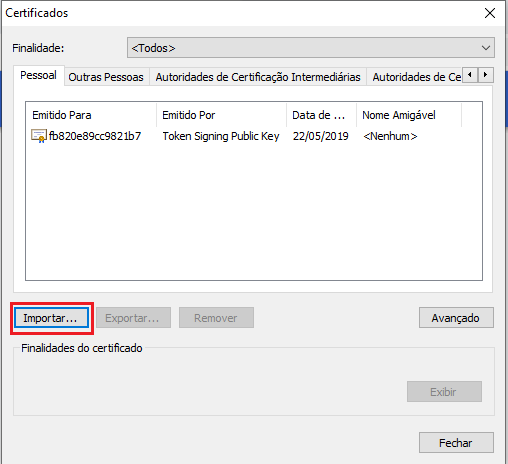 Certificados
Finalidade: <Todos>
Pessoal Outras Pessoas Autoridades de Certificação Intermediárias Autoridades de Ce
Emitido Para Emitido Por Data de ... Nome Amigável
fb820e89cc9821b7 Token Signing Public Key 22/05/2019 <Nenhum>
Importar... Exportar... Remover Avançado
Finalidades do certificado
Exibir
Fechar